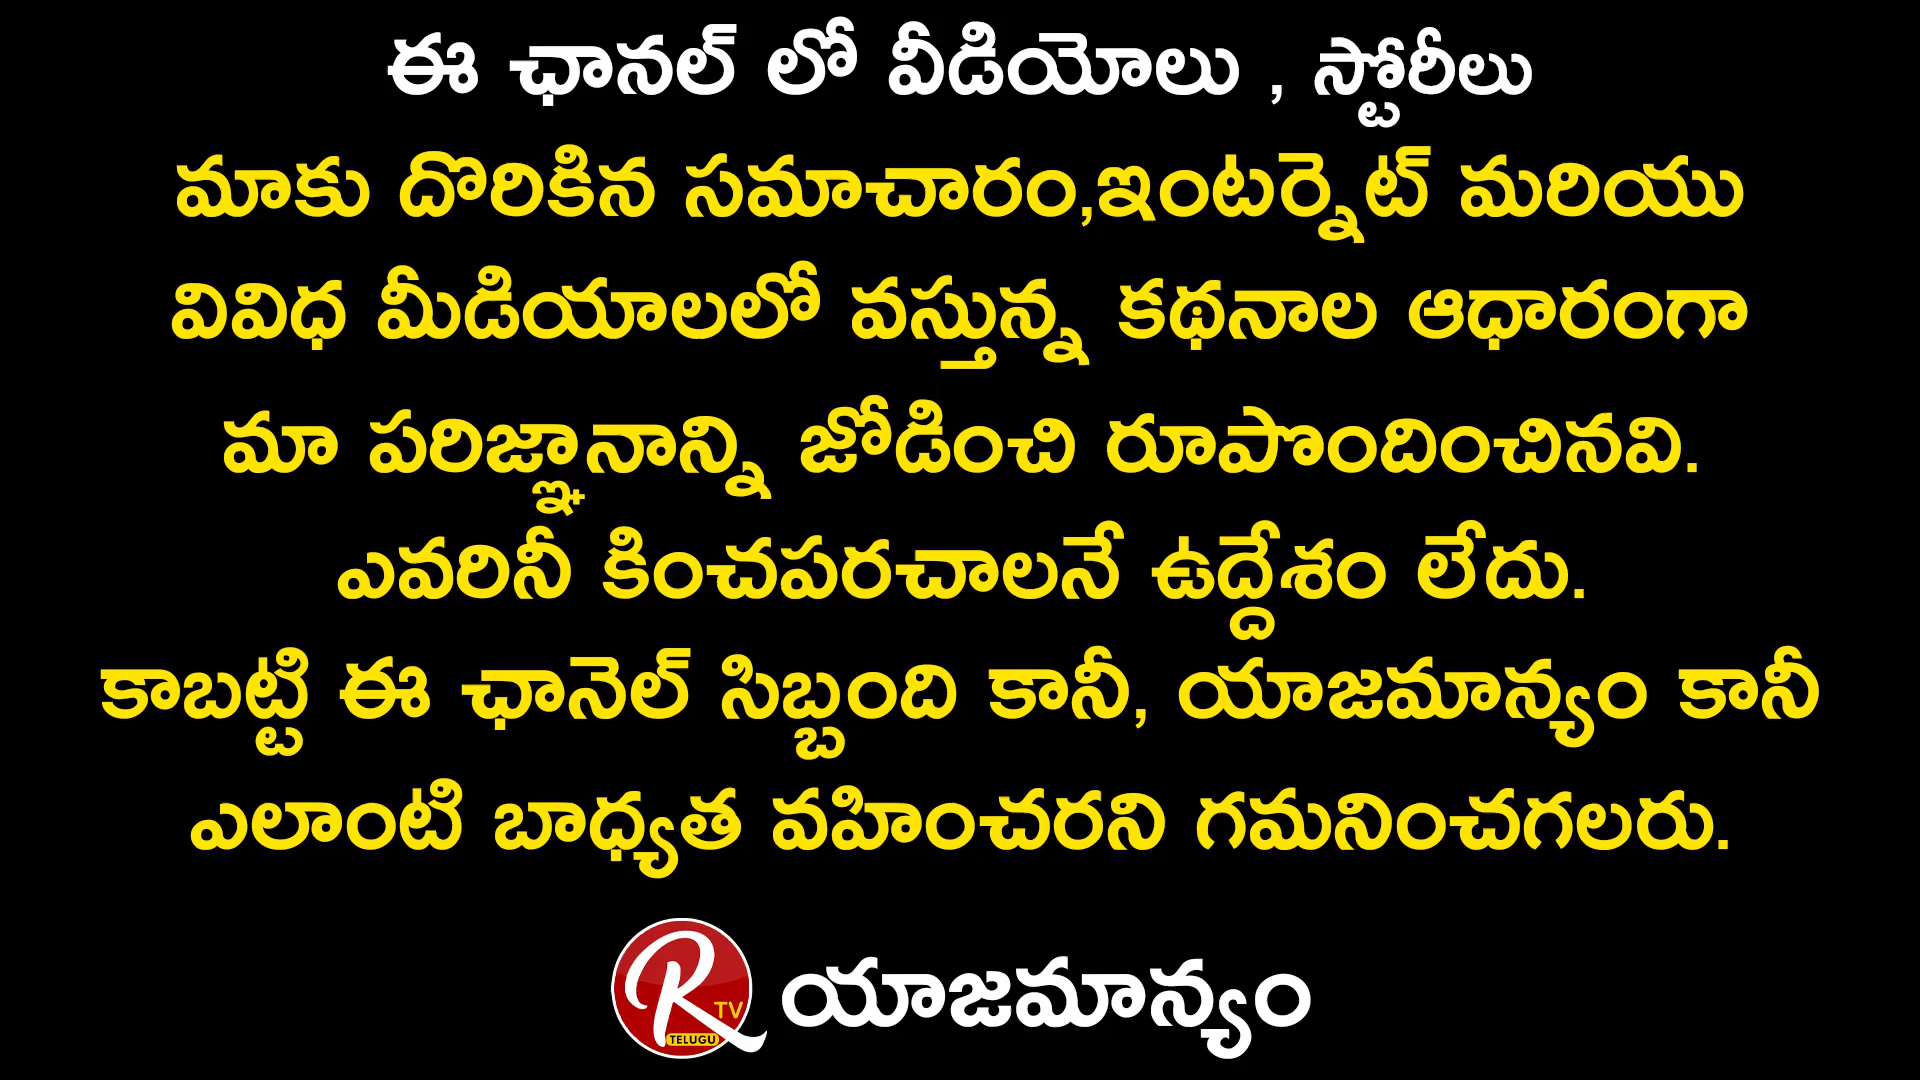 ఈ ఛానల్ లో వీడియోలు , స్టోరీలు
మాకు దొరికిన సమాచారం,ఇంటర్నెట్ మరియు
వివిధ మీడియాలలో వస్తున్న కథనాల ఆధారంగా
మా పరిజ్ఞానాన్ని జోడించి రూపొందించినవి.
ఎవరినీ కించపరచాలనే ఉద్దేశం లేదు.
కాబట్టి ఈ ఛానెల్ సిబ్బంది కానీ, యాజమాన్యం కానీ
ఎలాంటి బాధ్యత వహించరని గమనించగలరు.
R TV TELUGU యాజమాన్యం